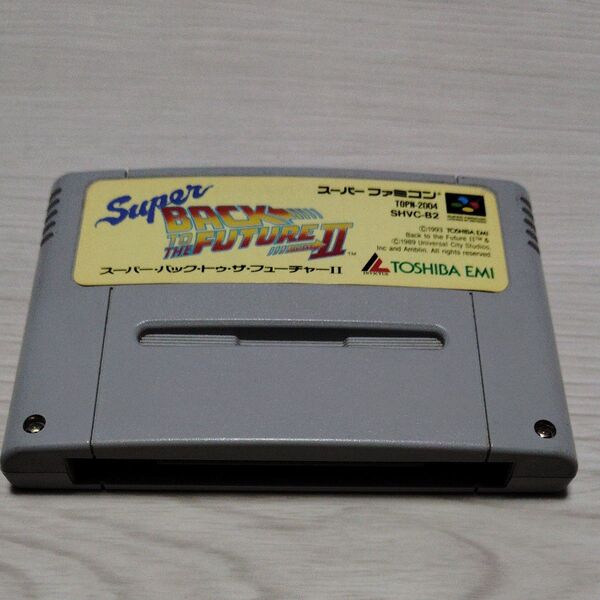 Super
BACK
TO THE
FUTURE II™
スーパー・バック・トゥ・ザ・フューチャーII
スーパーファミコン®
TOPN-2004
SHVC-B2
©1993 TOSHIBA EMI
Back to the Future II™ &
©1989 Universal City Studios,
Inc and Amblin. All rights reserved
TOSHIBA EMI